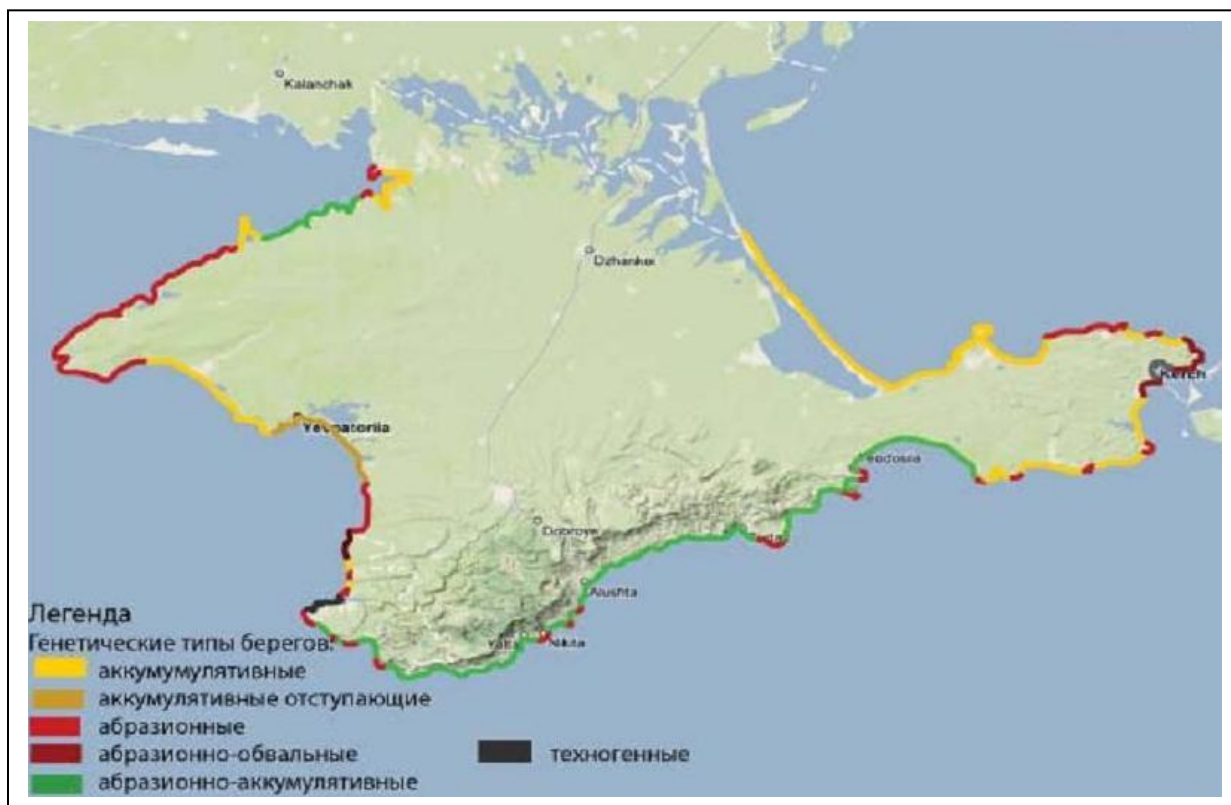 Kalanchak
Dzhankoi
Kerch
Yevpatoriia
Feodosia
Dobroye
Alushta
Легенда
Генетические типы берегов:
Yalta
Nikita
аккумумулятивные
аккумулятивные отступающие
абразионные
абразионно-обвальные
техногенные
абразионно-аккумулятивные